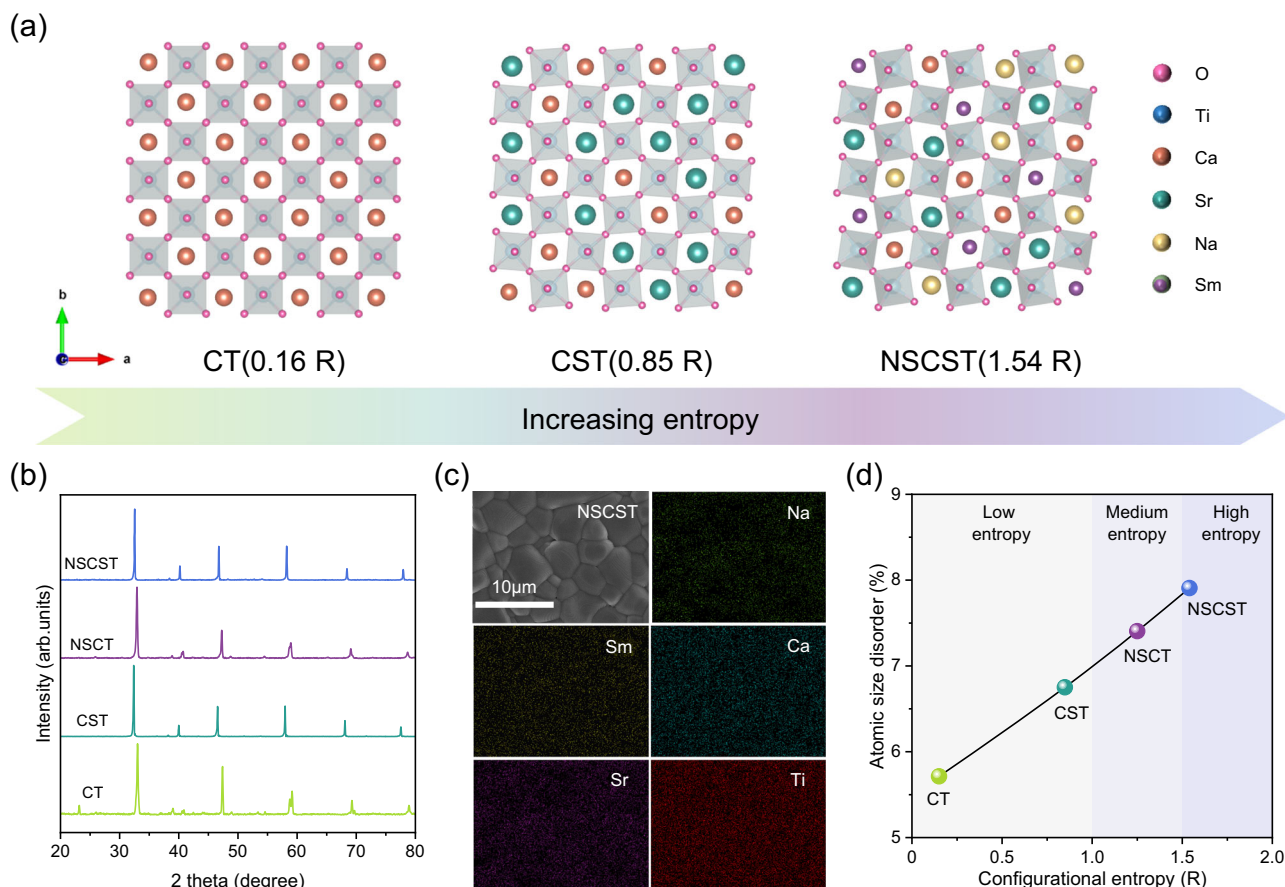 (a)
O
Ti
Ca
Sr
Na
Sm
b
a
c
CT(0.16 R)
CST(0.85 R)
NSCST(1.54 R)
Increasing entropy
(b)
NSCST
NSCT
CST
CT
Intensity (arb.units)
20 30 40 50 60 70 80
2 theta (degree)
(c)
NSCST
10μm
Na
Sm
Ca
Sr
Ti
(d)
9
8
7
6
5
Atomic size disorder (%)
Low entropy
Medium entropy
High entropy
NSCST
NSCT
CST
CT
0 0.5 1.0 1.5 2.0
Configurational entropy (R)